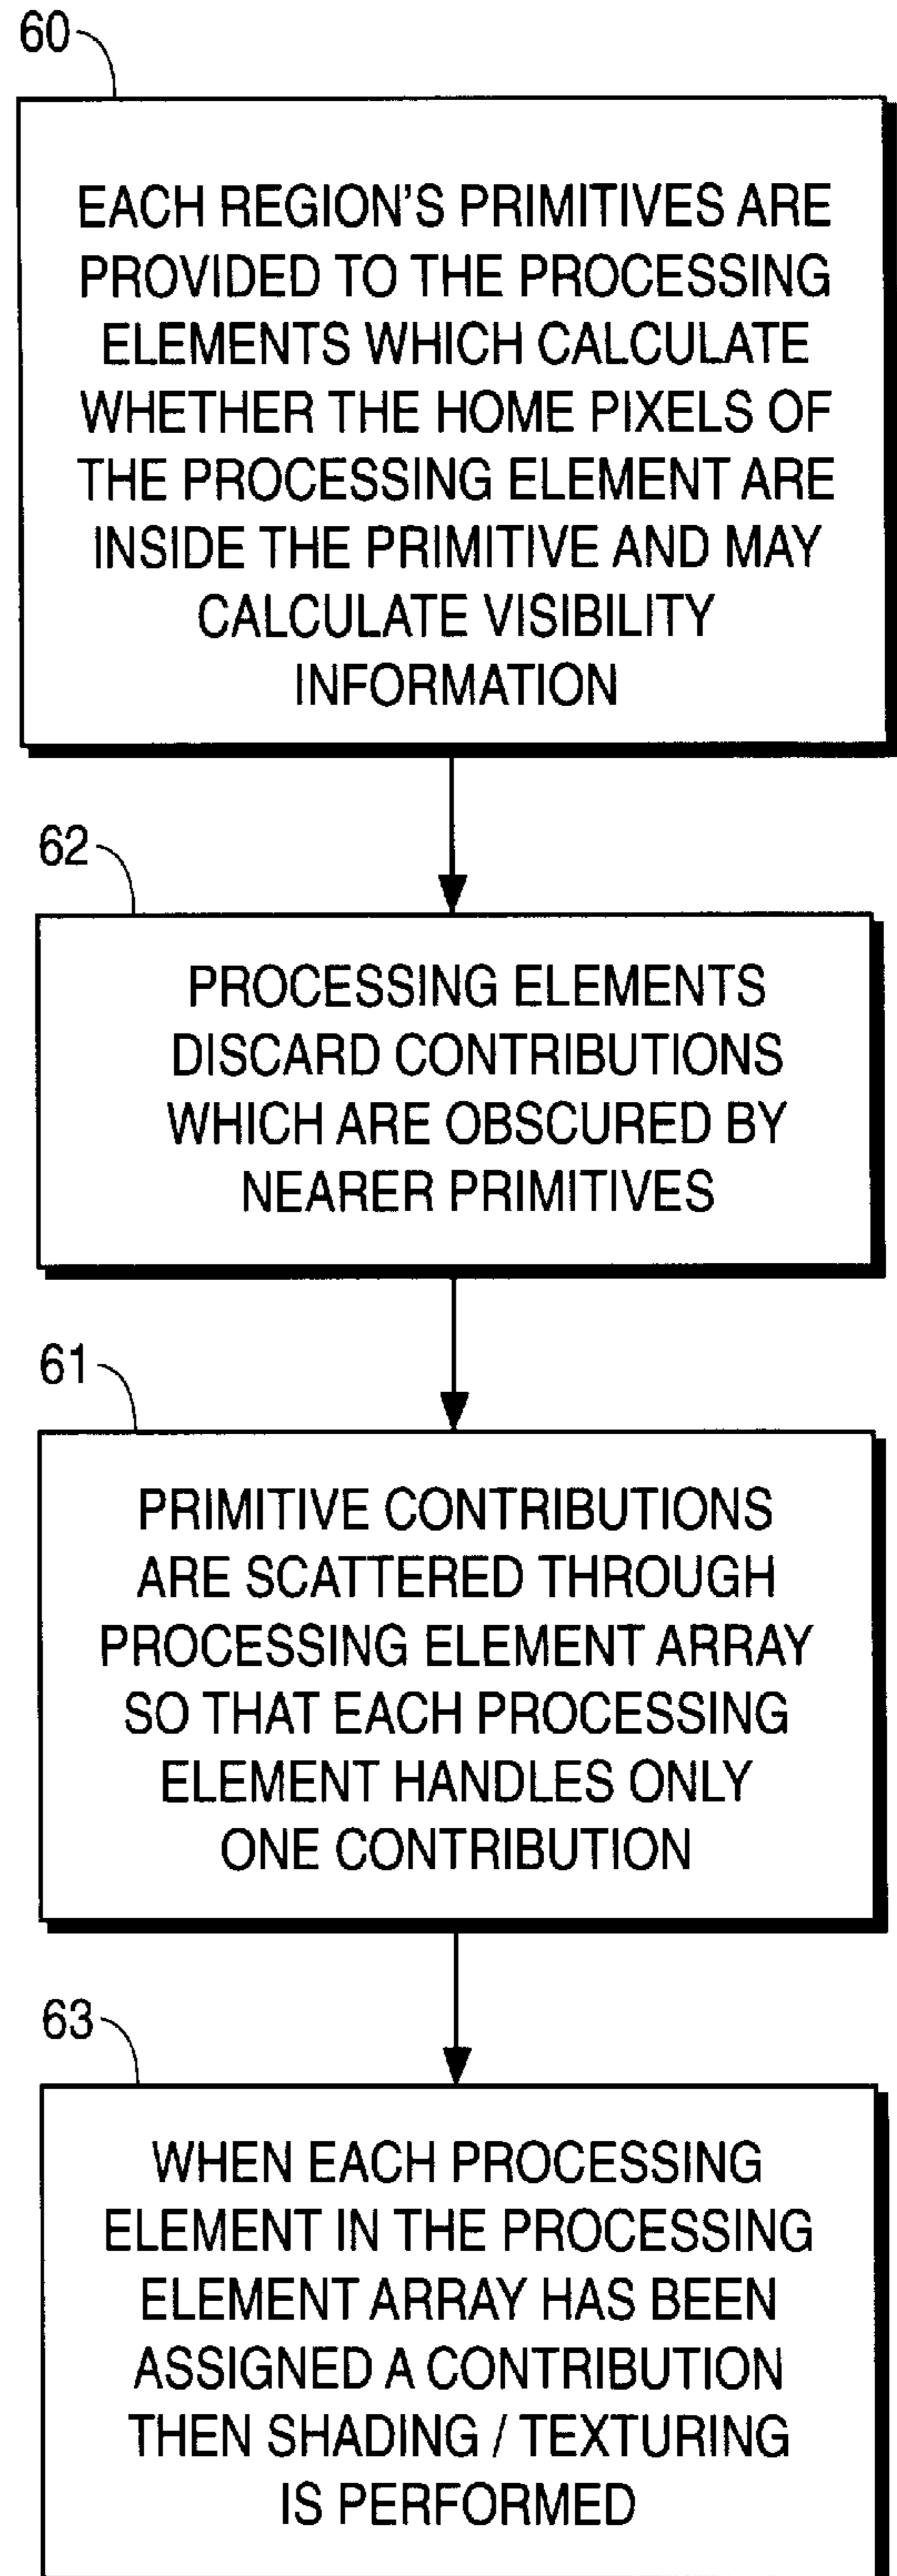 60
EACH REGION'S PRIMITIVES ARE
PROVIDED TO THE PROCESSING
ELEMENTS WHICH CALCULATE
WHETHER THE HOME PIXELS OF
THE PROCESSING ELEMENT ARE
INSIDE THE PRIMITIVE AND MAY
CALCULATE VISIBILITY
INFORMATION
62
PROCESSING ELEMENTS
DISCARD CONTRIBUTIONS
WHICH ARE OBSCURED BY
NEARER PRIMITIVES
61
PRIMITIVE CONTRIBUTIONS
ARE SCATTERED THROUGH
PROCESSING ELEMENT ARRAY
SO THAT EACH PROCESSING
ELEMENT HANDLES ONLY
ONE CONTRIBUTION
63
WHEN EACH PROCESSING
ELEMENT IN THE PROCESSING
ELEMENT ARRAY HAS BEEN
ASSIGNED A CONTRIBUTION
THEN SHADING / TEXTURING
IS PERFORMED